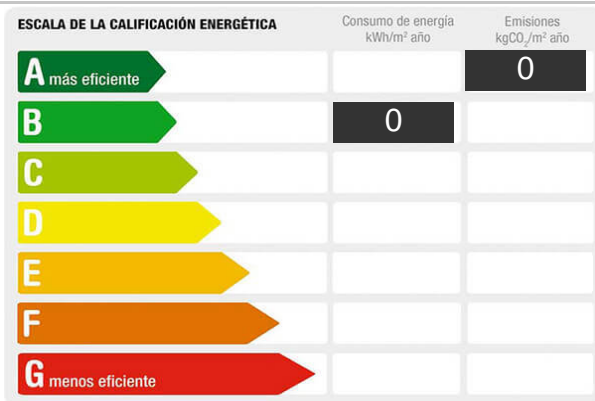 ESCALA DE LA CALIFICACIÓN ENERGÉTICA
Consumo de energía
kWh/m² año
Emisiones
kgCO₂/m² año
A más eficiente
0
B
0
C
D
E
F
G menos eficiente